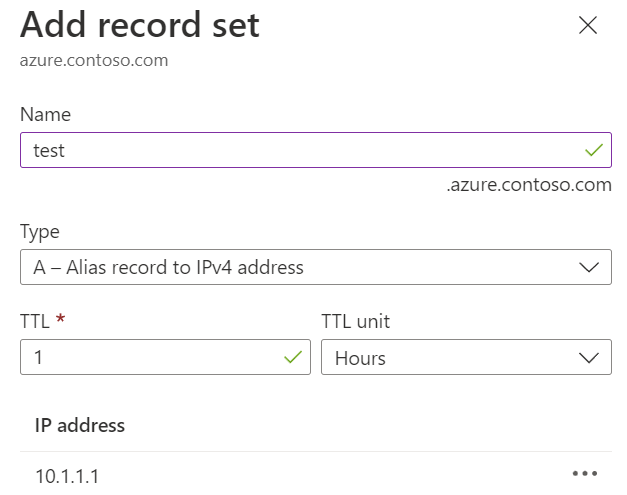 Add record set
azure.contoso.com
Name
test
.azure.contoso.com
Type
A – Alias record to IPv4 address
TTL * TTL unit
1 Hours
IP address
10.1.1.1